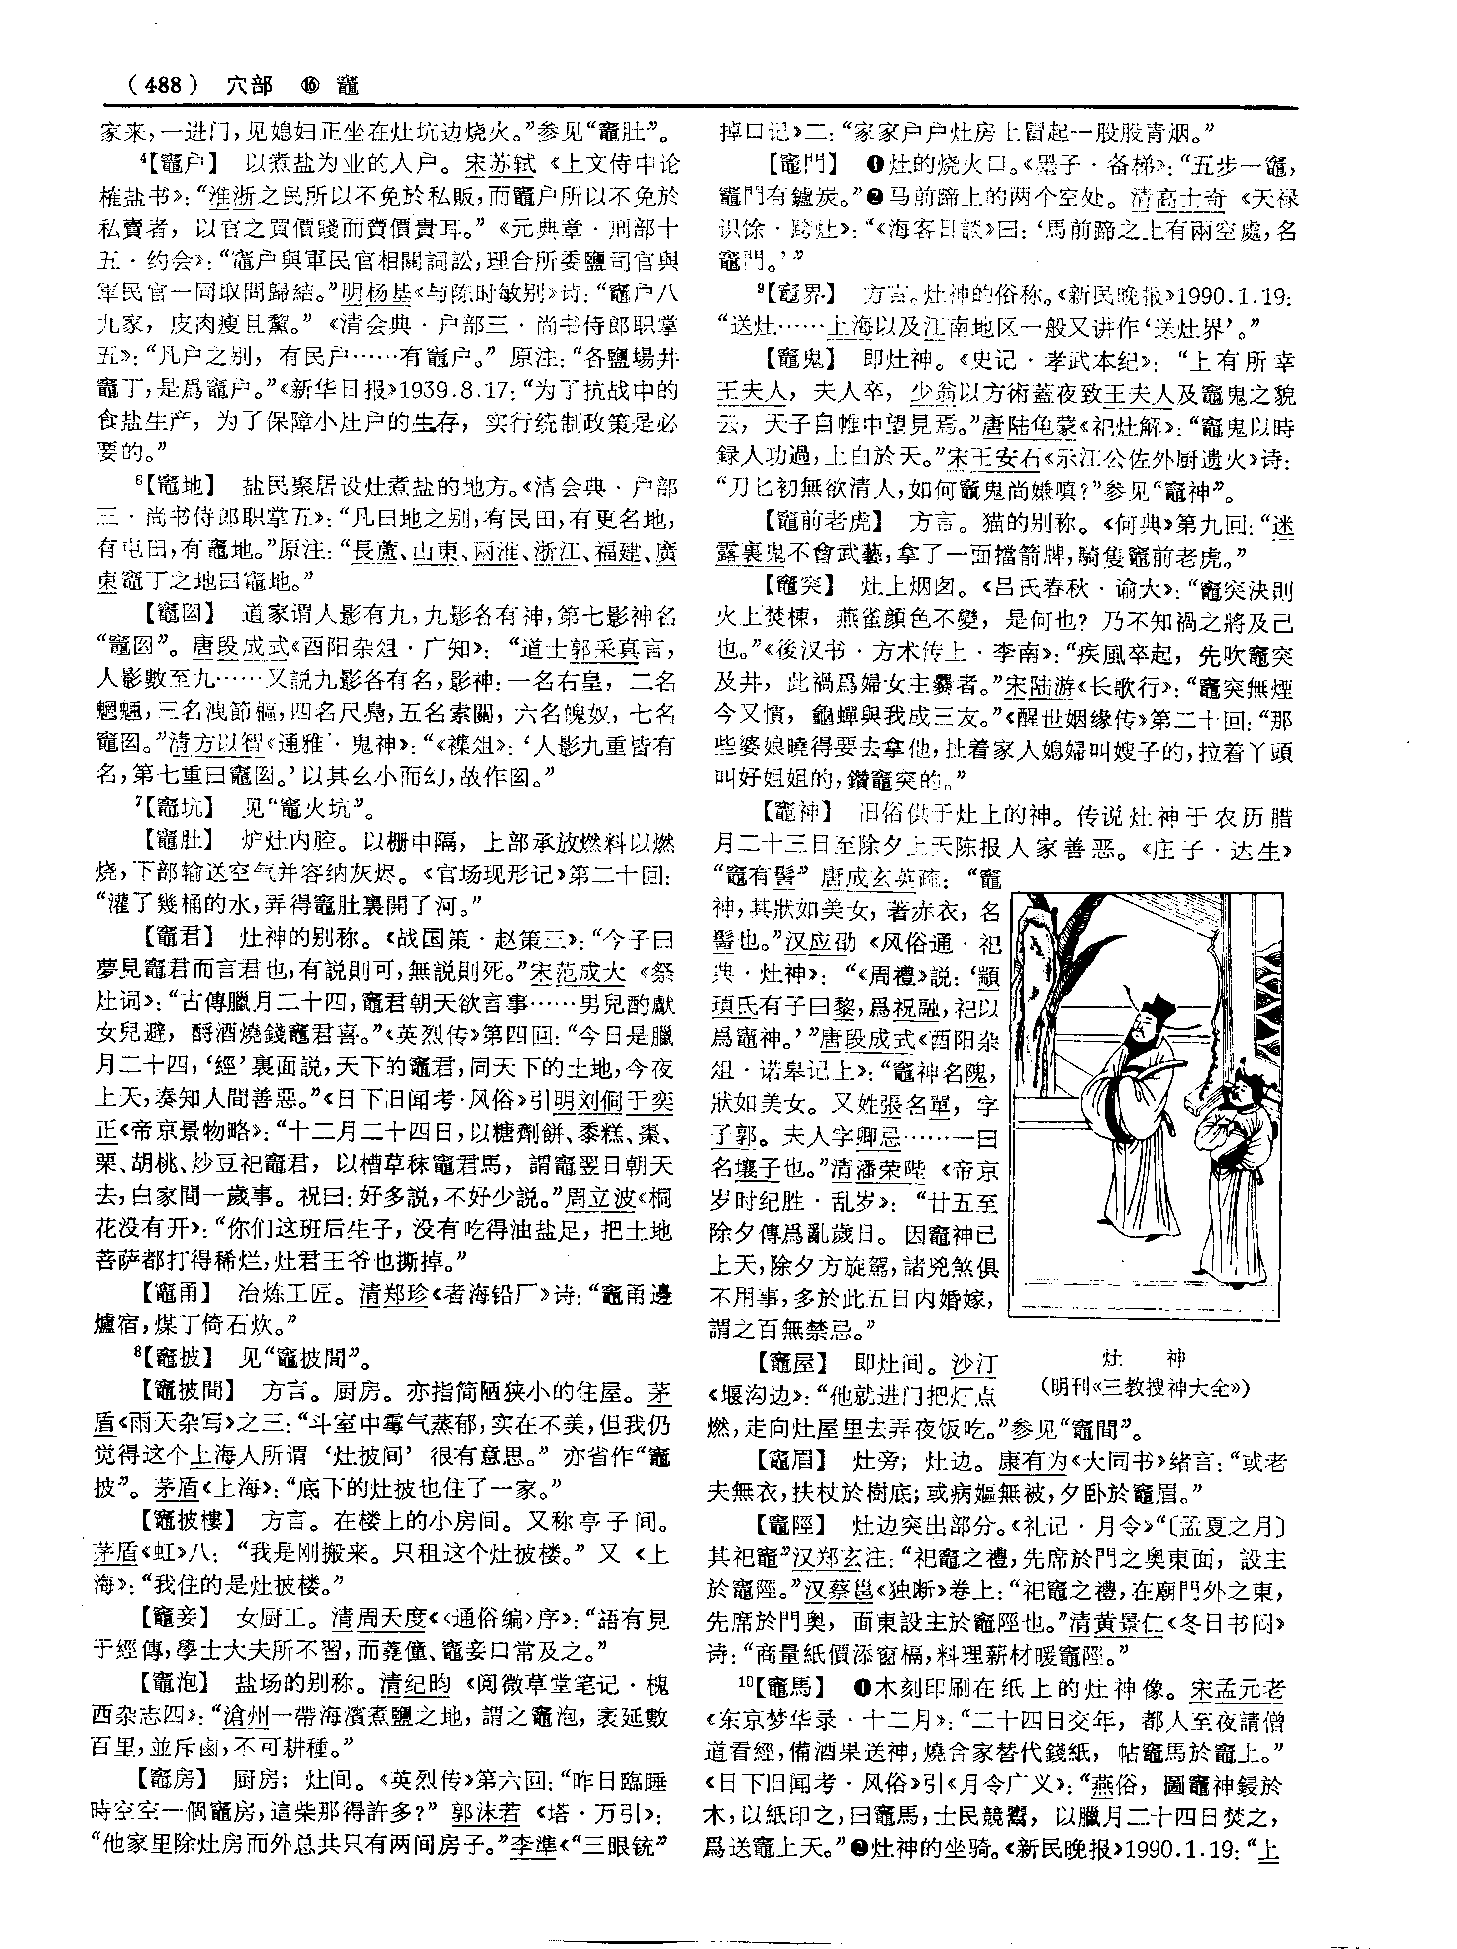 （488） 穴部 ⑯ 竈
家来，一进门，见媳妇正坐在灶坑边烧火。”参见“竈肚”。
4【竈户】 以煮盐为业的人户。宋苏轼《上文侍中论
榷盐书》：“淮浙之民所以不免於私販，而竈户所以不免於
私賣者，以官之買價賤而賣價貴耳。”《元典章·刑部十
五·约会》：“竈户與軍民官相關詞訟，理合所委鹽司官與
軍民官一同取問歸結。”明杨基《与陈时敏别》诗：“竈户八
九家，皮肉瘦且黧。”《清会典·户部三·尚书侍郎职掌
五》：“凡户之别，有民户……有竈户。”原注：“各鹽場井
竈丁，是爲竈户。”《新华日报》1939.8.17：“为了抗战中的
食盐生产，为了保障小灶户的生存，实行统制政策是必
要的。”
6【竈地】 盐民聚居设灶煮盐的地方。《清会典·户部
三·尚书侍郎职掌五》：“凡田地之别，有民田，有更名地，
有屯田，有竈地。”原注：“長蘆、山東、兩淮、浙江、福建、廣
東竈丁之地曰竈地。”
【竈囱】 道家谓人影有九，九影各有神，第七影神名
“竈囱”。唐段成式《酉阳杂俎·广知》：“道士郭采真言，
人影數至九……又説九影各有名，影神：一名右皇，二名
魍魎，三名洩節樞，四名尺鳧，五名索關，六名魄奴，七名
竈囱。”清方以智《通雅·鬼神》：“《襍俎》：‘人影九重皆有
名，第七重曰竈囱。’以其幺小而幻，故作囱。”
7【竈坑】 见“竈火坑”。
【竈肚】 炉灶内腔。以栅中隔，上部承放燃料以燃
烧，下部输送空气并容纳灰烬。《官场现形记》第二十回：
“灌了幾桶的水，弄得竈肚裏開了河。”
【竈君】 灶神的别称。《战国策·赵策三》：“今子曰
夢見竈君而言君也，有説則可，無説則死。”宋范成大《祭
灶词》：“古傳臘月二十四，竈君朝天欲言事……男兒酌獻
女兒避，酹酒燒錢竈君喜。”《英烈传》第四回：“今日是臘
月二十四，‘經’裏面説，天下的竈君，同天下的土地，今夜
上天，奏知人間善惡。”《日下旧闻考·风俗》引明刘侗于奕
正《帝京景物略》：“十二月二十四日，以糖劑餅、黍糕、棗、
栗、胡桃、炒豆祀竈君，以槽草秣竈君馬，謂竈翌日朝天
去，白家間一歲事。祝曰：好多説，不好少説。”周立波《桐
花没有开》：“你们这班后生子，没有吃得油盐足，把土地
菩萨都打得稀烂，灶君王爷也撕掉。”
【竈甬】 冶炼工匠。清郑珍《者海铅厂》诗：“竈甬邊
爐宿，煤丁倚石炊。”
8【竈披】 见“竈披間”。
【竈披間】 方言。厨房。亦指简陋狭小的住屋。茅
盾《雨天杂写》之三：“斗室中霉气蒸郁，实在不美，但我仍
觉得这个上海人所谓‘灶披间’很有意思。”亦省作“竈
披”。茅盾《上海》：“底下的灶披也住了一家。”
【竈披樓】 方言。在楼上的小房间。又称亭子间。
茅盾《虹》八：“我是刚搬来。只租这个灶披楼。”又《上
海》：“我住的是灶披楼。”
【竈妾】 女厨工。清周天度《〈通俗编〉序》：“語有見
于經傳，學士大夫所不習，而蕘僮、竈妾口常及之。”
【竈泡】 盐场的别称。清纪昀《阅微草堂笔记·槐
西杂志四》：“滄州一帶海濱煮鹽之地，謂之竈泡，袤延數
百里，並斥鹵，不可耕種。”
【竈房】 厨房；灶间。《英烈传》第六回：“昨日臨睡
時空空一個竈房，這柴那得許多？”郭沫若《塔·万引》：
“他家里除灶房而外总共只有两间房子。”李準《“三眼铳”
掉口记》二：“家家户户灶房上冒起一股股青烟。”
【竈門】 ❶灶的烧火口。《墨子·备梯》：“五步一竈，
竈門有鑪炭。”❷马前蹄上的两个空处。清高士奇《天禄
识馀·跨灶》：“《海客日談》曰：‘馬前蹄之上有兩空處，名
竈門。’”
9【竈界】 方言。灶神的俗称。《新民晚报》1990.1.19：
“送灶……上海以及江南地区一般又讲作‘送灶界’。”
【竈鬼】 即灶神。《史记·孝武本纪》：“上有所幸
王夫人，夫人卒，少翁以方術蓋夜致王夫人及竈鬼之貌
云，天子自帷中望見焉。”唐陆龟蒙《祀灶解》：“竈鬼以時
録人功過，上白於天。”宋王安石《示江公佐外厨遗火》诗：
“刀匕初無欲清人，如何竈鬼尚嫌嗔？”参见“竈神”。
【竈前老虎】 方言。猫的别称。《何典》第九回：“迷
露裏鬼不會武藝，拿了一面擋箭牌，騎隻竈前老虎。”
【竈突】 灶上烟囱。《吕氏春秋·谕大》：“竈突決則
火上焚棟，燕雀顔色不變，是何也？乃不知禍之將及己
也。”《後汉书·方术传上·李南》：“疾風卒起，先吹竈突
及井，此禍爲婦女主爨者。”宋陆游《长歌行》：“竈突無煙
今又慣，龜蟬與我成三友。”《醒世姻缘传》第二十回：“那
些婆娘曉得要去拿他，扯着家人媳婦叫嫂子的，拉着丫頭
叫好姐姐的，鑽竈突的。”
【竈神】 旧俗供于灶上的神。传说灶神于农历腊
月二十三日至除夕上天陈报人家善恶。《庄子·达生》
“竈有髻”唐成玄英疏：“竈
神，其狀如美女，著赤衣，名
髻也。”汉应劭《风俗通·祀
典·灶神》：“《周禮》説：‘顓
頊氏有子曰黎，爲祝融，祀以
爲竈神。’”唐段成式《酉阳杂
俎·诺皋记上》：“竈神名隗，
狀如美女。又姓張名單，字
子郭。夫人字卿忌……一曰
名壤子也。”清潘荣陛《帝京
岁时纪胜·乱岁》：“廿五至
除夕傳爲亂歲日。因竈神已
上天，除夕方旋駕，諸兇煞俱
不用事，多於此五日内婚嫁，
謂之百無禁忌。”
灶 神
（明刊《三教搜神大全》）
【竈屋】 即灶间。沙汀
《堰沟边》：“他就进门把灯点
燃，走向灶屋里去弄夜饭吃。”参见“竈間”。
【竈眉】 灶旁；灶边。康有为《大同书》绪言：“或老
夫無衣，扶杖於樹底；或病嫗無被，夕卧於竈眉。”
【竈陘】 灶边突出部分。《礼记·月令》“〔孟夏之月〕
其祀竈”汉郑玄注：“祀竈之禮，先席於門之奧東面，設主
於竈陘。”汉蔡邕《独断》卷上：“祀竈之禮，在廟門外之東，
先席於門奧，面東設主於竈陘也。”清黄景仁《冬日书闷》
诗：“商量紙價添窗槅，料理薪材暖竈陘。”
10【竈馬】 ❶木刻印刷在纸上的灶神像。宋孟元老
《东京梦华录·十二月》：“二十四日交年，都人至夜請僧
道看經，備酒果送神，燒合家替代錢紙，帖竈馬於竈上。”
《日下旧闻考·风俗》引《月令广义》：“燕俗，圖竈神鋟於
木，以紙印之，曰竈馬，士民競鬻，以臘月二十四日焚之，
爲送竈上天。”❷灶神的坐骑。《新民晚报》1990.1.19：“上